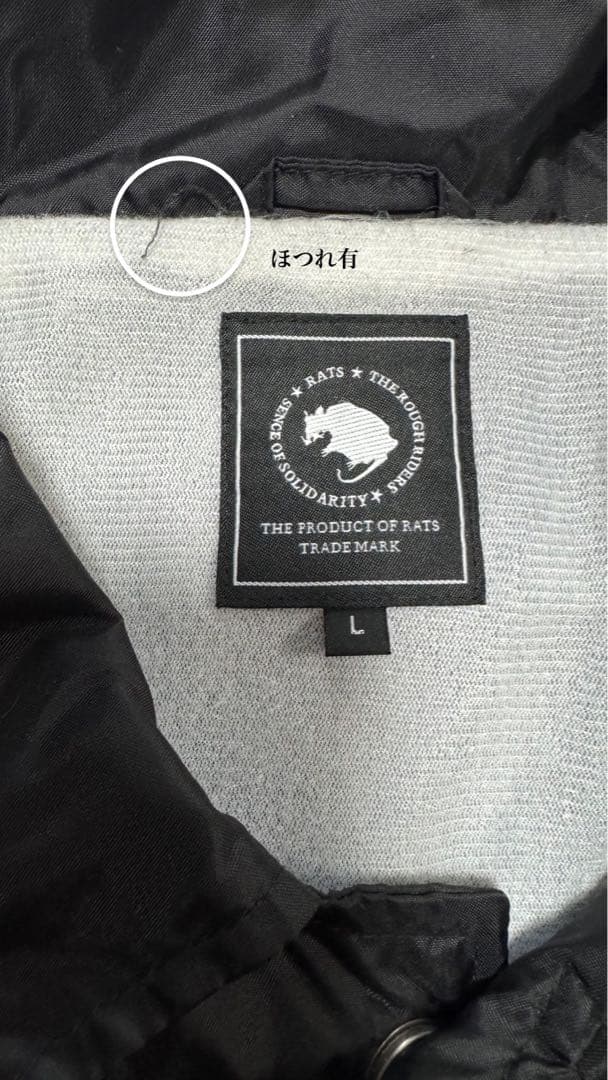 ほつれ有
★ RATS ★ THE ROUGH RIDERS
SENCE OF SOLIDARITY ★
THE PRODUCT OF RATS
TRADE MARK
L